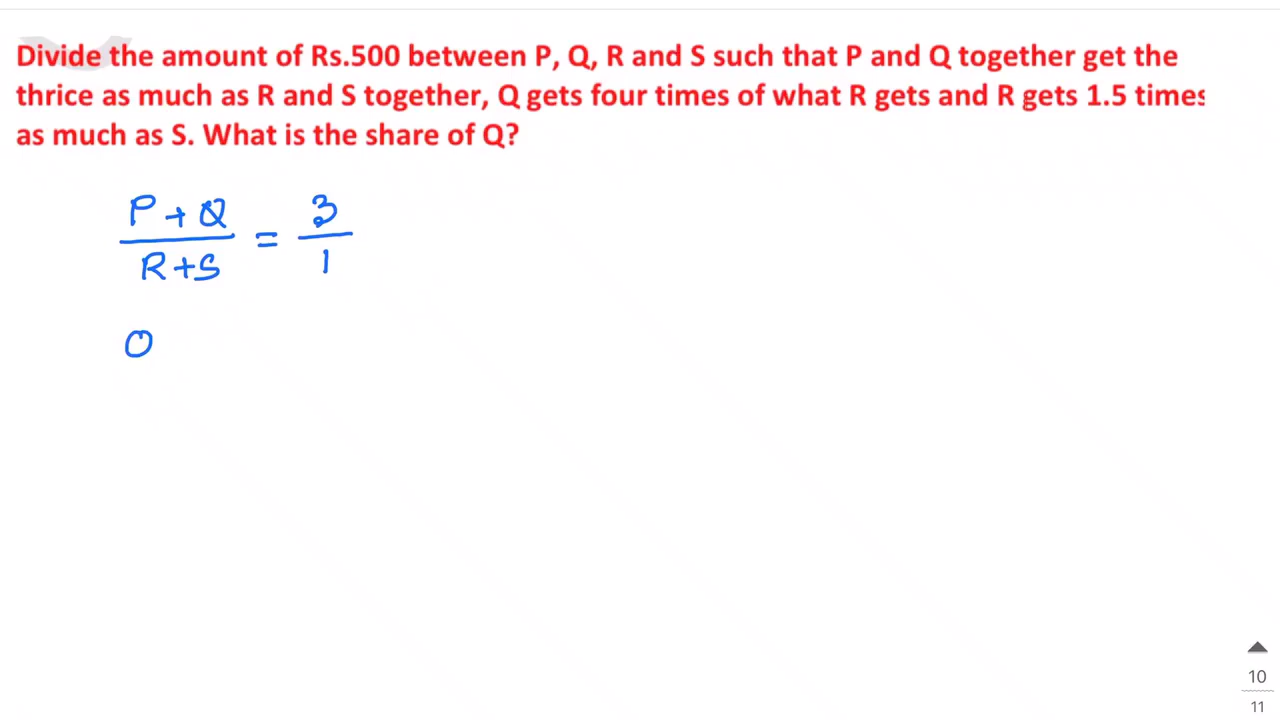 Divide the amount of Rs.500 between P, Q, R and S such that P and Q together get the
thrice as much as R and S together, Q gets four times of what R gets and R gets 1.5 times
as much as S. What is the share of Q?
P + Q
R + S
=
3
1
O
10
11